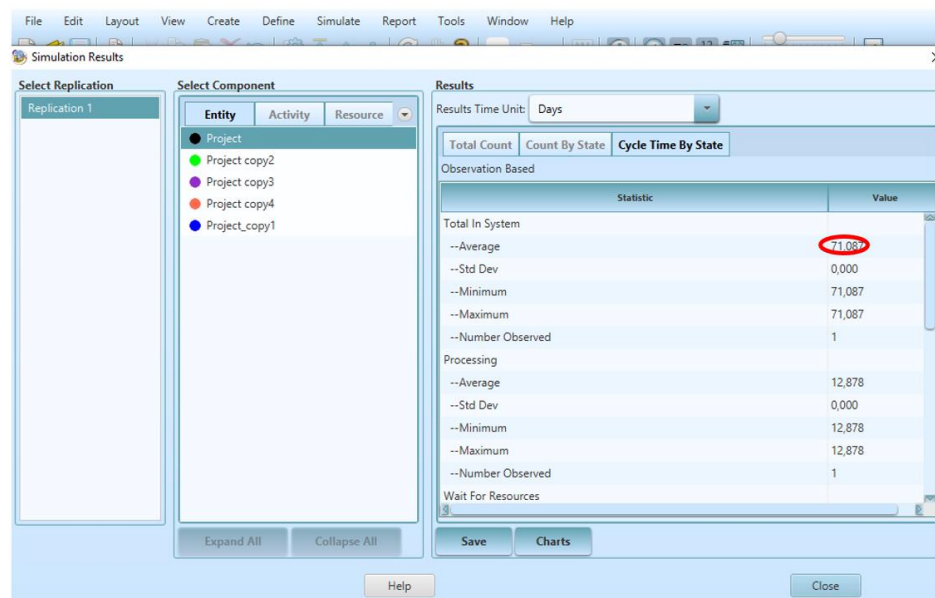 File Edit Layout View Create Define Simulate Report Tools Window Help
Simulation Results
Select Replication
Replication 1
Select Component
Entity Activity Resource
Project
Project copy2
Project copy3
Project copy4
Project_copy1
Expand All Collapse All
Results
Results Time Unit: Days
Total Count Count By State Cycle Time By State
Observation Based
Statistic Value
Total In System
--Average 71.087
--Std Dev 0,000
--Minimum 71,087
--Maximum 71,087
--Number Observed 1
Processing
--Average 12,878
--Std Dev 0,000
--Minimum 12,878
--Maximum 12,878
--Number Observed 1
Wait For Resources
Save Charts
Help Close